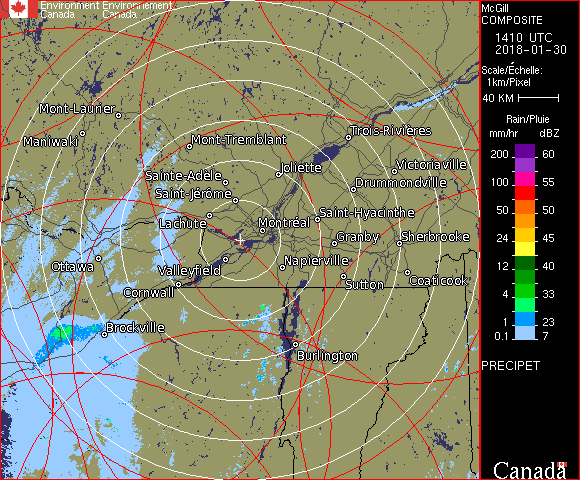 Environment Environnement
Canada Canada
Mont-Laurier
Maniwaki
Mont-Tremblant
Trois-Rivières
Sainte-Adèle
Joliette
Victoriaville
Saint-Jérôme
Drummondville
Lachute
Montréal
Saint-Hyacinthe
Granby
Sherbrooke
Ottawa
Valleyfield
Napierville
Cornwall
Sutton
Coaticook
Brockville
Burlington
McGill
COMPOSITE
1410 UTC
2018-01-30
Scale/Échelle:
1km/Pixel
40 KM
Rain/Pluie
mm/hr dBZ
200 60
100 55
50 50
24 45
12 40
4 33
1 23
0.1 7
PRECIPET
Canada